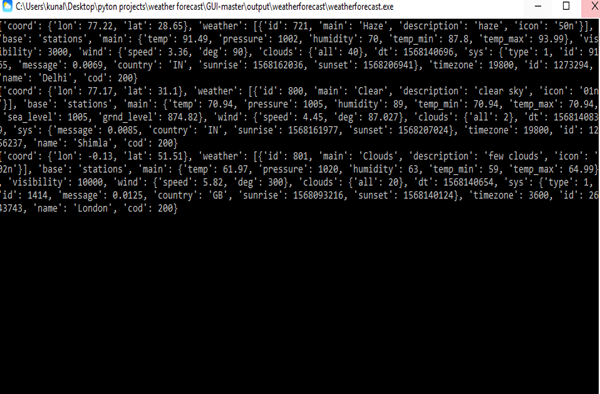 C:\Users\kunal\Desktop\pyton projects\weather forecast\GUI-master\output\weatherforecast\weatherforecast.exe
{'coord': {'lon': 77.22, 'lat': 28.65}, 'weather': [{'id': 721, 'main': 'Haze', 'description': 'haze', 'icon': '50n'}],
'base': 'stations', 'main': {'temp': 91.49, 'pressure': 1002, 'humidity': 70, 'temp_min': 87.8, 'temp_max': 93.99}, 'vis
ibility': 3000, 'wind': {'speed': 3.36, 'deg': 90}, 'clouds': {'all': 40}, 'dt': 1568140696, 'sys': {'type': 1, 'id': 91
65, 'message': 0.0069, 'country': 'IN', 'sunrise': 1568162036, 'sunset': 1568206941}, 'timezone': 19800, 'id': 1273294,
'name': 'Delhi', 'cod': 200}
{'coord': {'lon': 77.17, 'lat': 31.1}, 'weather': [{'id': 800, 'main': 'Clear', 'description': 'clear sky', 'icon': '01n
'}], 'base': 'stations', 'main': {'temp': 70.94, 'pressure': 1005, 'humidity': 89, 'temp_min': 70.94, 'temp_max': 70.94,
'sea_level': 1005, 'grnd_level': 874.82}, 'wind': {'speed': 4.45, 'deg': 87.027}, 'clouds': {'all': 2}, 'dt': 156814083
9, 'sys': {'message': 0.0085, 'country': 'IN', 'sunrise': 1568161977, 'sunset': 1568207024}, 'timezone': 19800, 'id': 12
56237, 'name': 'Shimla', 'cod': 200}
{'coord': {'lon': -0.13, 'lat': 51.51}, 'weather': [{'id': 801, 'main': 'Clouds', 'description': 'few clouds', 'icon': '
02n'}], 'base': 'stations', 'main': {'temp': 61.97, 'pressure': 1020, 'humidity': 63, 'temp_min': 59, 'temp_max': 64.99}
, 'visibility': 10000, 'wind': {'speed': 5.82, 'deg': 300}, 'clouds': {'all': 20}, 'dt': 1568140654, 'sys': {'type': 1,
'id': 1414, 'message': 0.0125, 'country': 'GB', 'sunrise': 1568093216, 'sunset': 1568140124}, 'timezone': 3600, 'id': 26
43743, 'name': 'London', 'cod': 200}